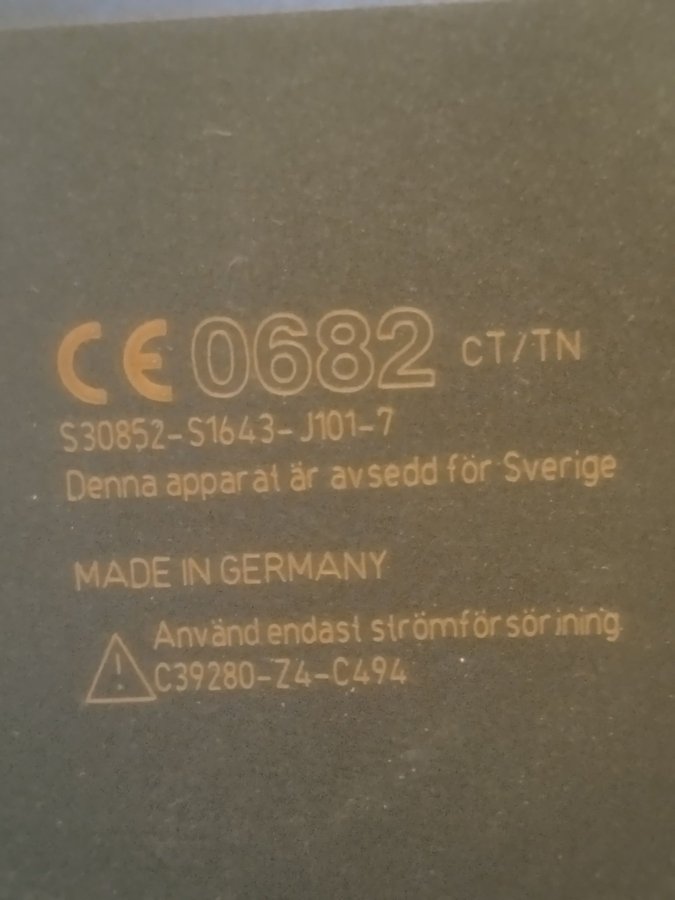 CE 0682 CT/TN
S30852-S1643-J101-7
Denna apparat är avsedd för Sverige
MADE IN GERMANY
Använd endast strömförsörjning
C39280-Z4-C494